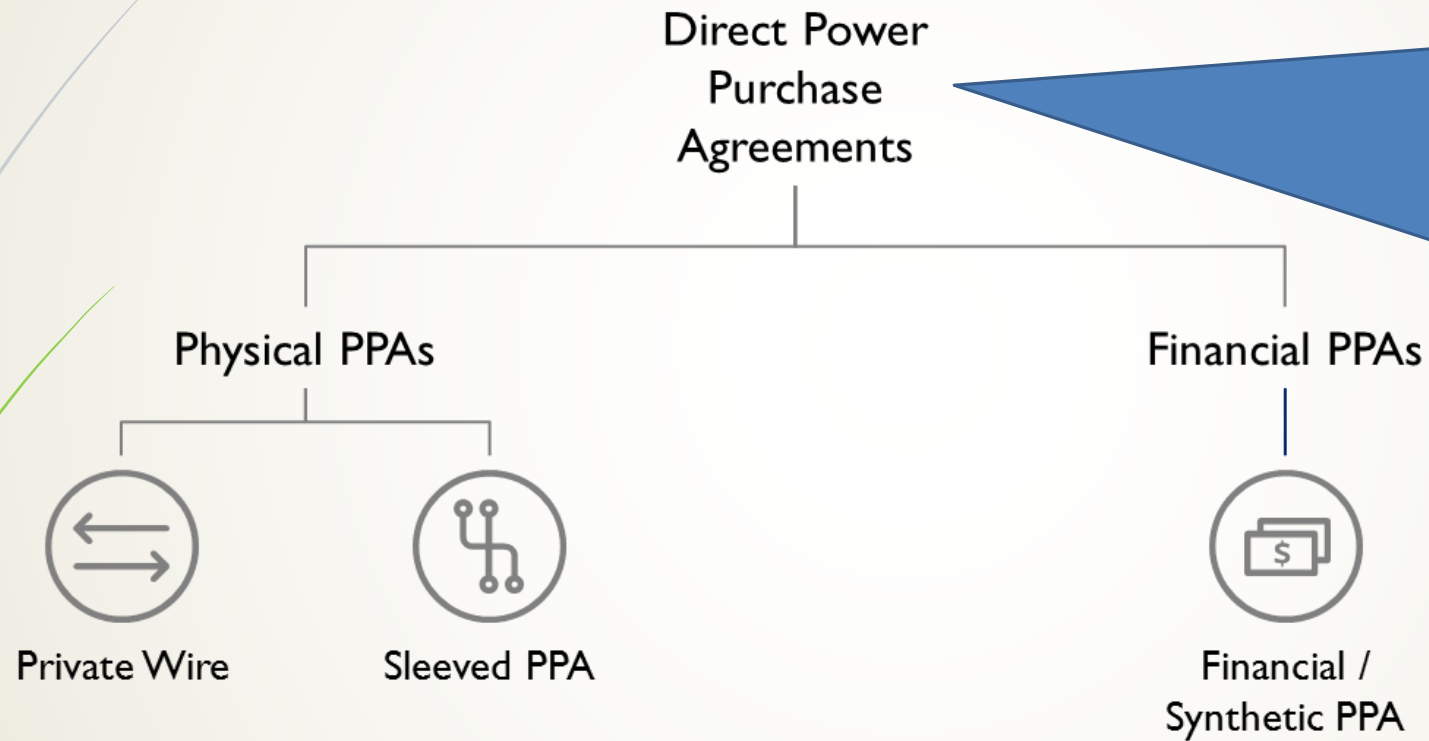 Direct Power
Purchase
Agreements
Physical PPAs
Financial PPAs
$
Private Wire
Sleeved PPA
Financial /
Synthetic PPA